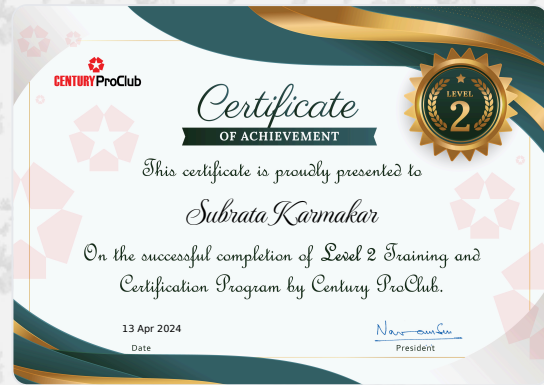 CENTURY ProClub
Certificate
OF ACHIEVEMENT
LEVEL
2
This certificate is proudly presented to
Subrata Karmakar
On the successful completion of Level 2 Training and
Certification Program by Century ProClub.
13 Apr 2024
Date
President